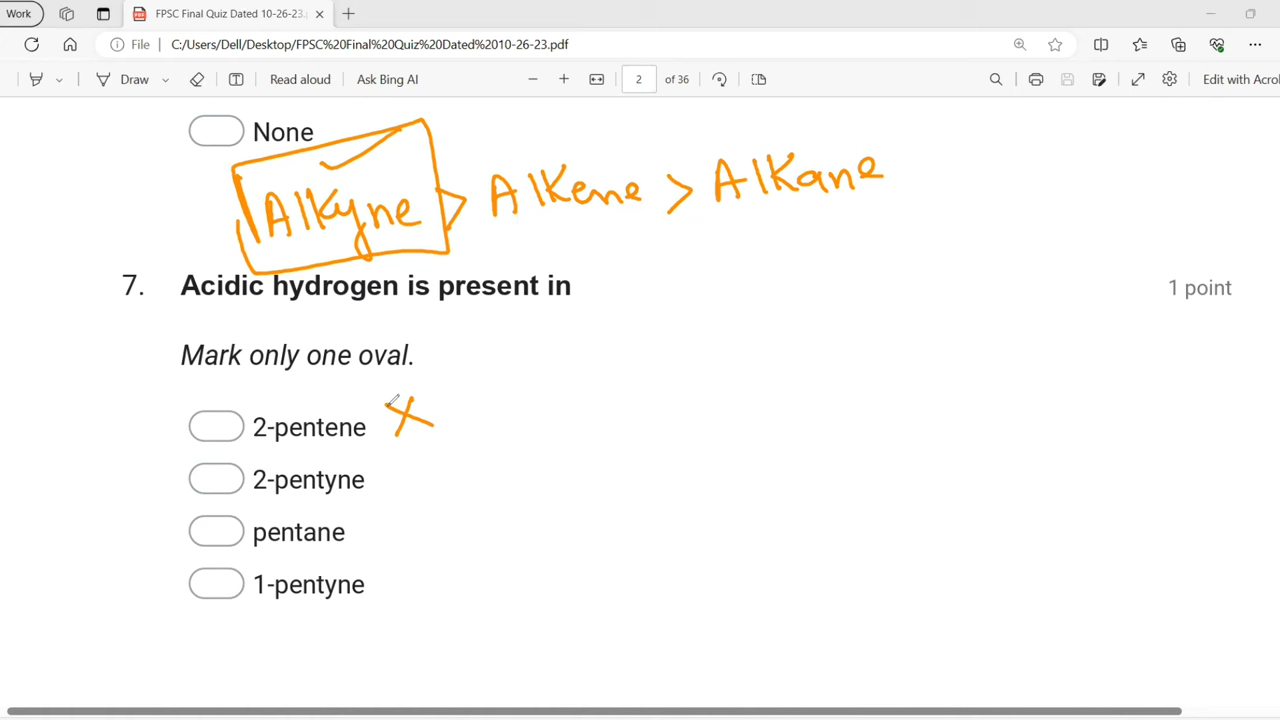 Work
FPSC Final Quiz Dated 10-26-23.p
File C:/Users/Dell/Desktop/FPSC%20Final%20Quiz%20Dated%2010-26-23.pdf
Draw Read aloud Ask Bing AI 2 of 36 Edit with Acrol
None
Alkyne > Alkene > Alkane
7. Acidic hydrogen is present in 1 point
Mark only one oval.
2-pentene
2-pentyne
pentane
1-pentyne